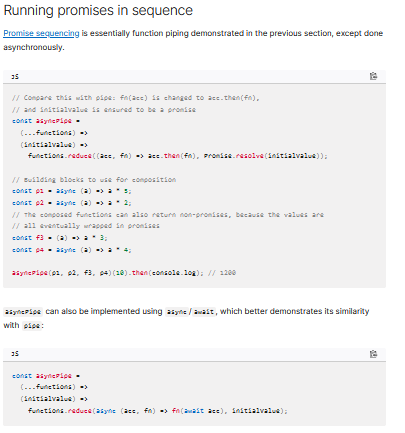 Running promises in sequence
Promise sequencing is essentially function piping demonstrated in the previous section, except done
asynchronously.
JS
// Compare this with pipe: fn(acc) is changed to acc.then(fn),
// and initialValue is ensured to be a promise
const asyncPipe =
(...functions) =>
(initialValue) =>
functions.reduce((acc, fn) => acc.then(fn), Promise.resolve(initialValue));
// Building blocks to use for composition
const p1 = async (a) => a * 5;
const p2 = async (a) => a * 2;
// The composed functions can also return non-promises, because the values are
// all eventually wrapped in promises
const f3 = (a) => a * 3;
const p4 = async (a) => a * 4;
asyncPipe(p1, p2, f3, p4)(10).then(console.log); // 1200
asyncPipe can also be implemented using async/await, which better demonstrates its similarity
with pipe:
JS
const asyncPipe =
(...functions) =>
(initialValue) =>
functions.reduce(async (acc, fn) => fn(await acc), initialValue);